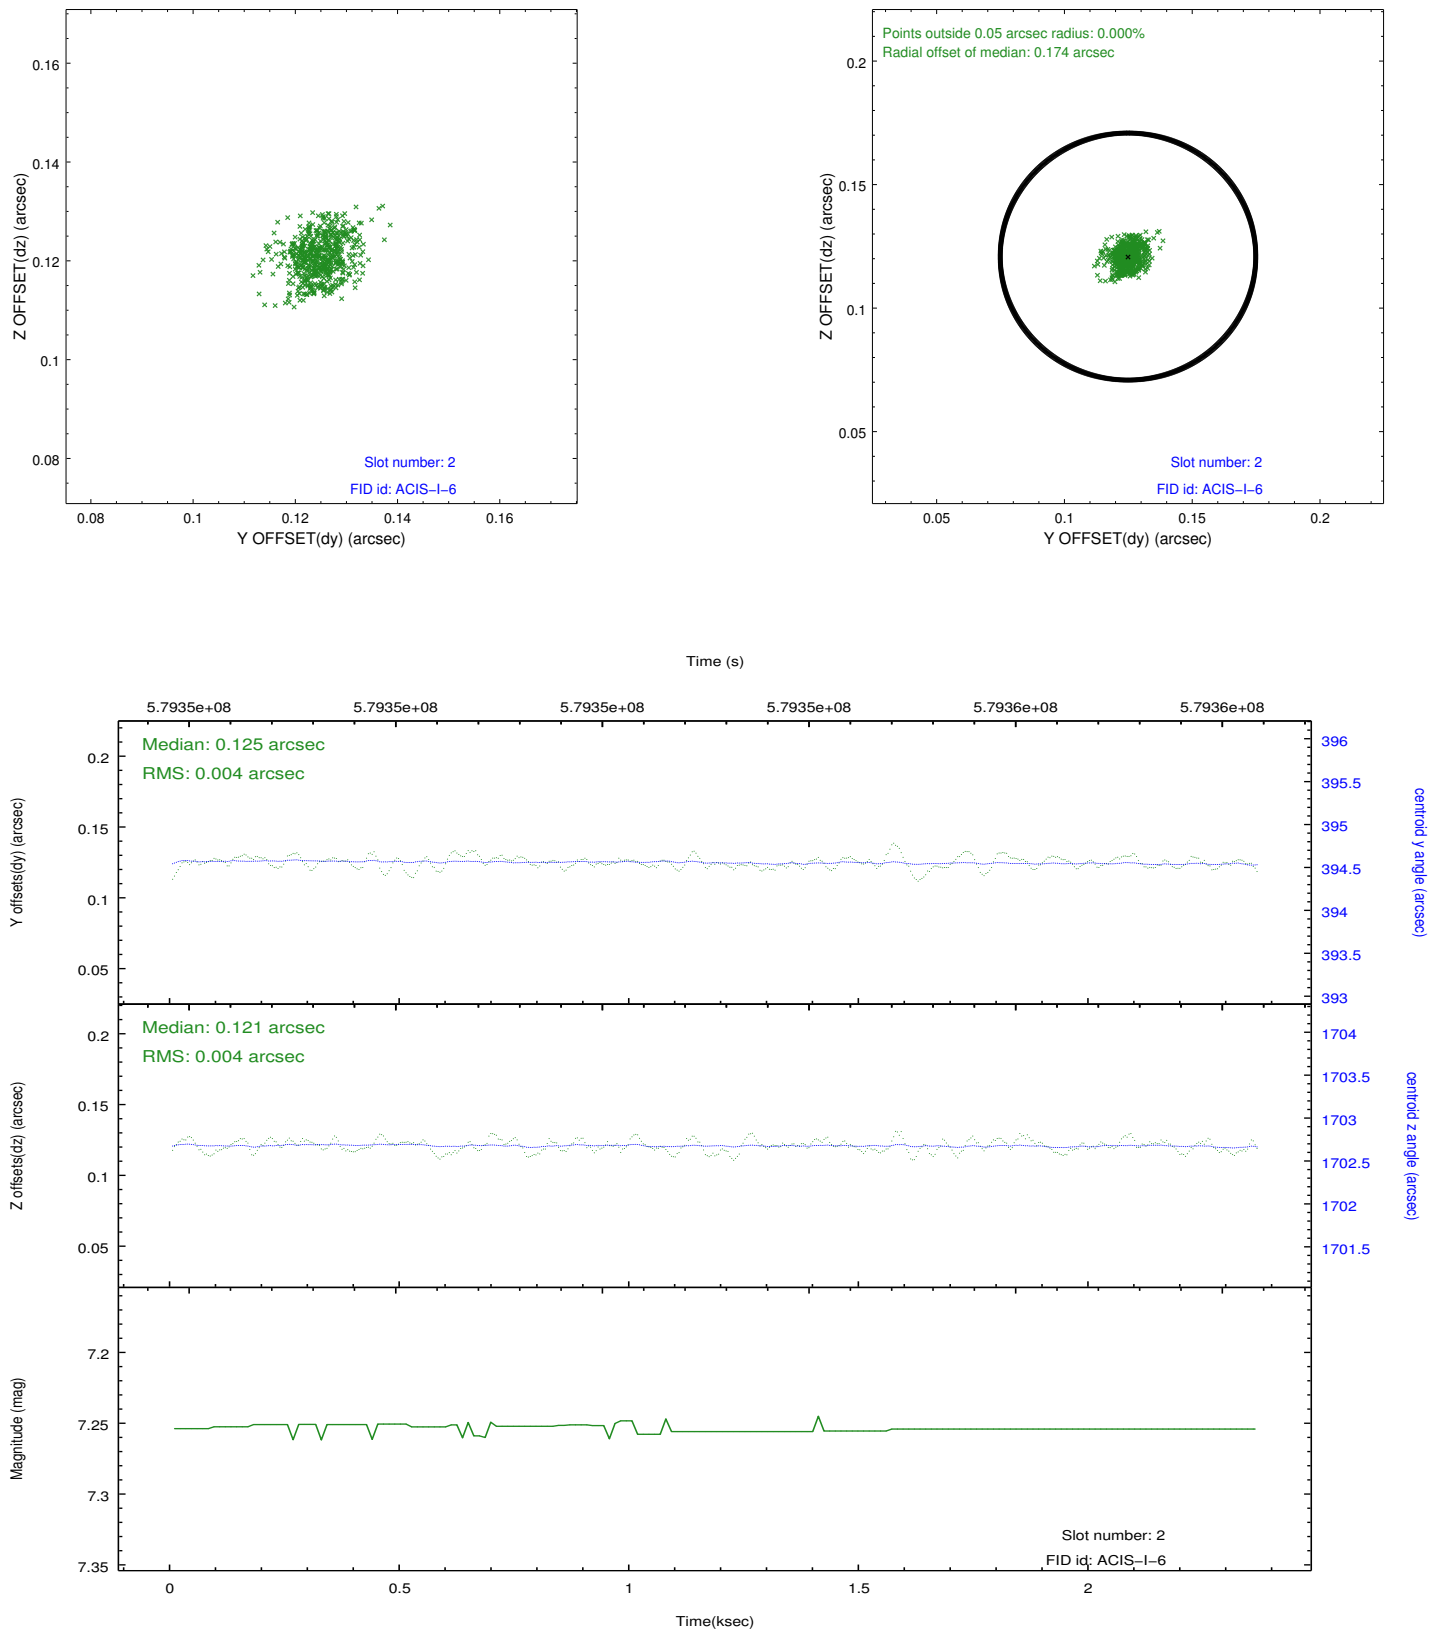 0.16
0.14
0.12
0.1
0.08
Z OFFSET(dz) (arcsec)
Slot number: 2
FID id: ACIS-I-6
0.08 0.1 0.12 0.14 0.16
Y OFFSET(dy) (arcsec)
Points outside 0.05 arcsec radius: 0.000%
Radial offset of median: 0.174 arcsec
0.2
0.15
0.1
0.05
Z OFFSET(dz) (arcsec)
Slot number: 2
FID id: ACIS-I-6
0.05 0.1 0.15 0.2
Y OFFSET(dy) (arcsec)
Time (s)
5.7935e+08 5.7935e+08 5.7935e+08 5.7935e+08 5.7936e+08 5.7936e+08
Median: 0.125 arcsec
RMS: 0.004 arcsec
0.2
0.15
0.1
0.05
Y offsets(dy) (arcsec)
396
395.5
395
394.5
394
393.5
393
centroid y angle (arcsec)
Median: 0.121 arcsec
RMS: 0.004 arcsec
0.2
0.15
0.1
0.05
Z offsets(dz) (arcsec)
1704
1703.5
1703
1702.5
1702
1701.5
centroid z angle (arcsec)
7.2
7.25
7.3
7.35
Magnitude (mag)
Slot number: 2
FID id: ACIS-I-6
0 0.5 1 1.5 2
Time(ksec)